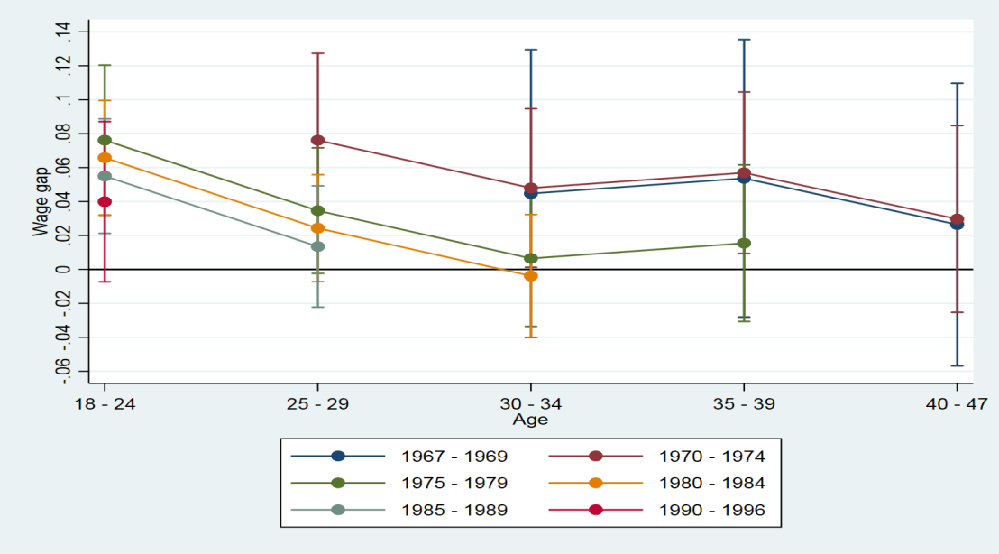 .14
.12
.1
.08
.06
.04
.02
0
-.02
-.04
-.06
Wage gap
18 - 24 25 - 29 30 - 34 35 - 39 40 - 47
Age
1967 - 1969 1970 - 1974
1975 - 1979 1980 - 1984
1985 - 1989 1990 - 1996